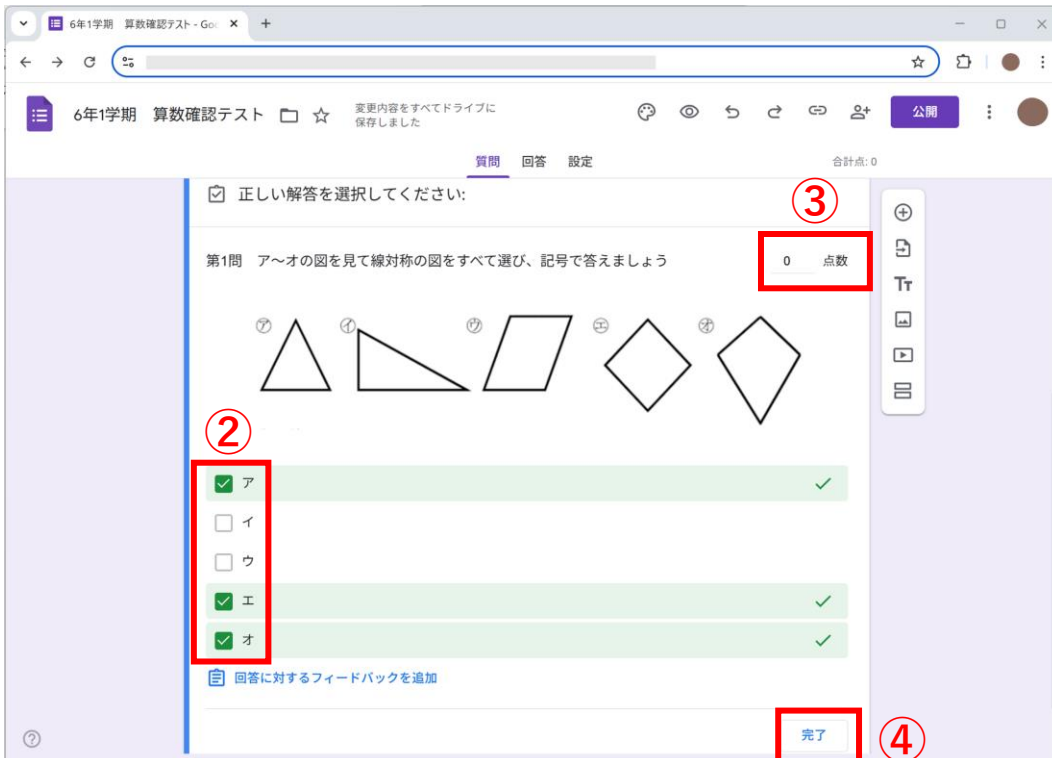 6年1学期 算数確認テスト - Goo
6年1学期 算数確認テスト
変更内容をすべてドライブに
保存しました
公開
質問 回答 設定
合計点: 0
正しい解答を選択してください:
③
第1問 ア～オの図を見て線対称の図をすべて選び、記号で答えましょう
0 点数
Tт
㋐ ㋑ ㋒ ㋓ ㋔
②
ア
イ
ウ
エ
オ
回答に対するフィードバックを追加
完了
④